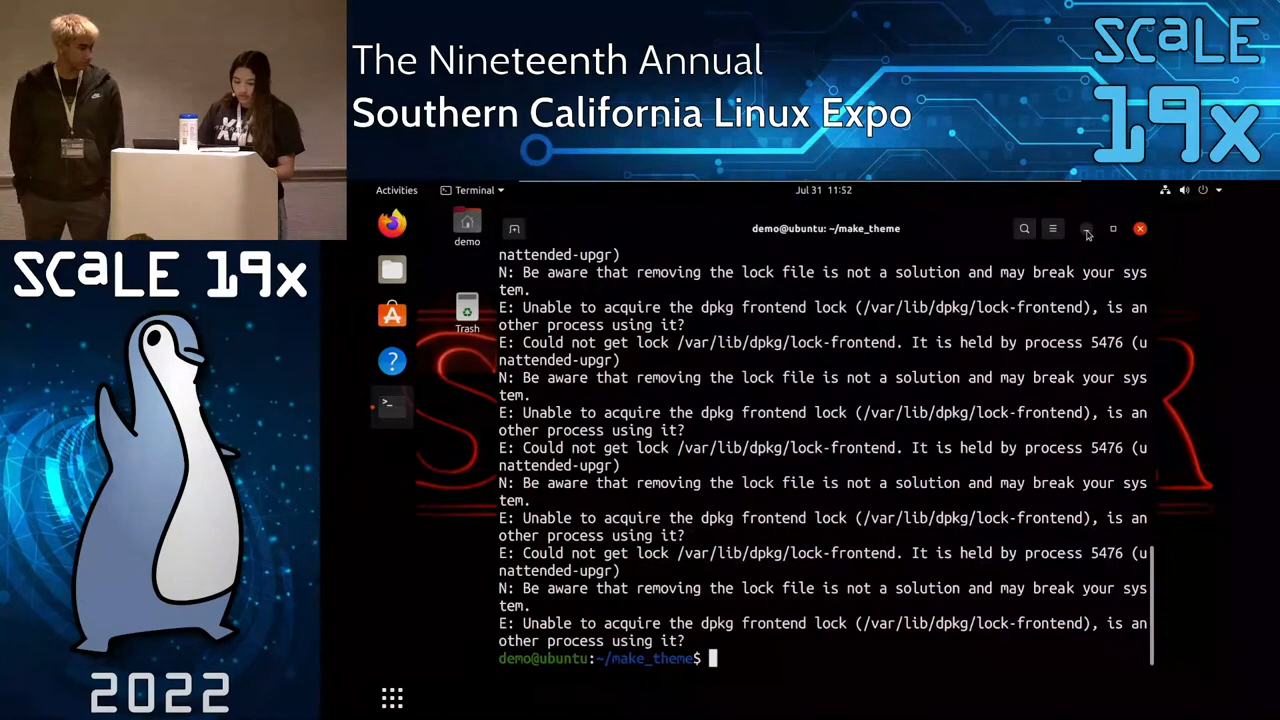 The Nineteenth Annual
Southern California Linux Expo
SCaLE
19x
Activities
Terminal
Jul 31 11:52
demo
Trash
demo@ubuntu: ~/make_theme
nattended-upgr)
N: Be aware that removing the lock file is not a solution and may break your sys
tem.
E: Unable to acquire the dpkg frontend lock (/var/lib/dpkg/lock-frontend), is an
other process using it?
E: Could not get lock /var/lib/dpkg/lock-frontend. It is held by process 5476 (u
nattended-upgr)
N: Be aware that removing the lock file is not a solution and may break your sys
tem.
E: Unable to acquire the dpkg frontend lock (/var/lib/dpkg/lock-frontend), is an
other process using it?
E: Could not get lock /var/lib/dpkg/lock-frontend. It is held by process 5476 (u
nattended-upgr)
N: Be aware that removing the lock file is not a solution and may break your sys
tem.
E: Unable to acquire the dpkg frontend lock (/var/lib/dpkg/lock-frontend), is an
other process using it?
E: Could not get lock /var/lib/dpkg/lock-frontend. It is held by process 5476 (u
nattended-upgr)
N: Be aware that removing the lock file is not a solution and may break your sys
tem.
E: Unable to acquire the dpkg frontend lock (/var/lib/dpkg/lock-frontend), is an
other process using it?
demo@ubuntu:~/make_theme$
SCaLE 19x
2022